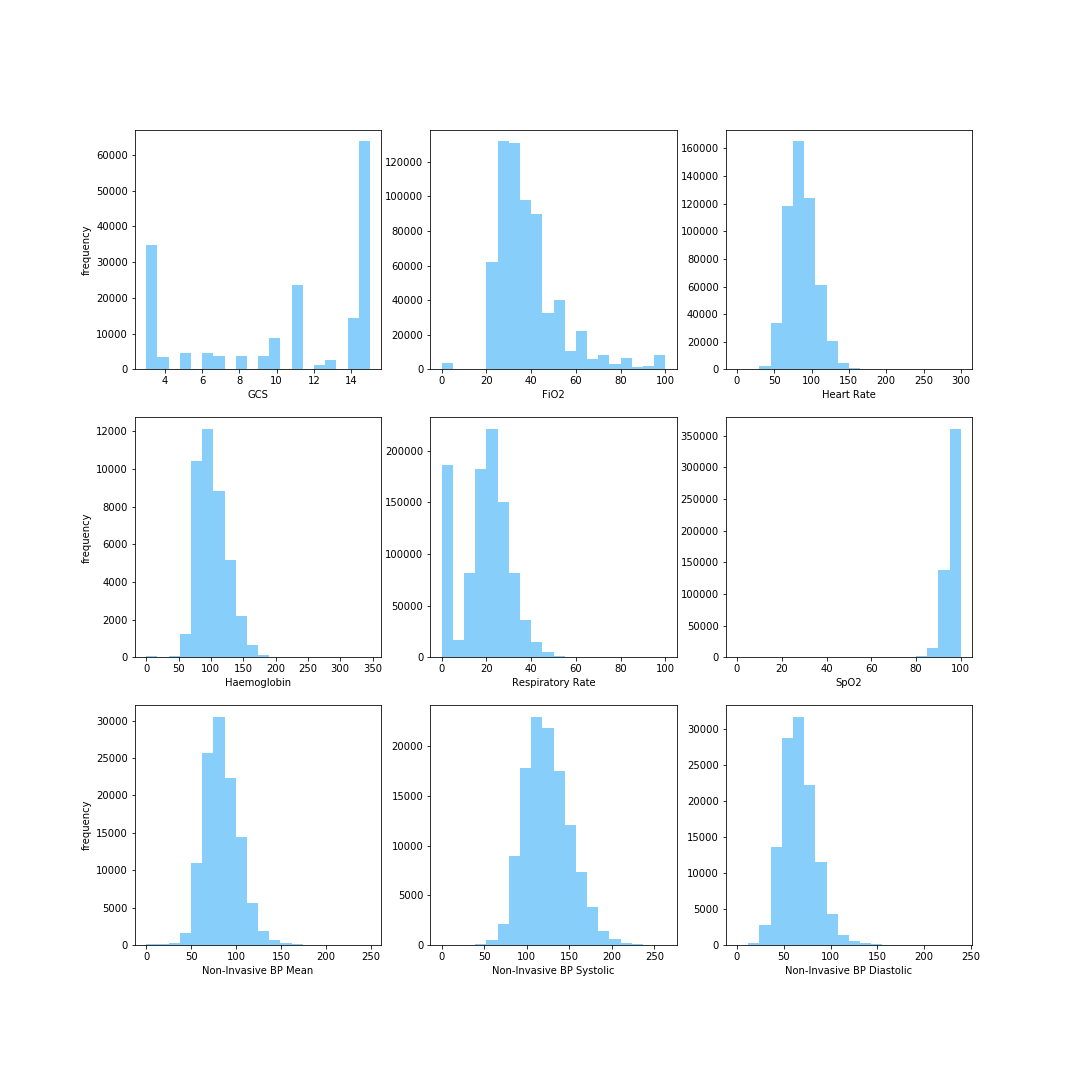 60000
50000
40000
30000
20000
10000
0
frequency
4 6 8 10 12 14
GCS
120000
100000
80000
60000
40000
20000
0
0 20 40 60 80 100
FiO2
160000
140000
120000
100000
80000
60000
40000
20000
0
0 50 100 150 200 250 300
Heart Rate
12000
10000
8000
6000
4000
2000
0
frequency
0 50 100 150 200 250 300 350
Haemoglobin
200000
150000
100000
50000
0
0 20 40 60 80 100
Respiratory Rate
350000
300000
250000
200000
150000
100000
50000
0
0 20 40 60 80 100
SpO2
30000
25000
20000
15000
10000
5000
0
frequency
0 50 100 150 200 250
Non-Invasive BP Mean
20000
15000
10000
5000
0
0 50 100 150 200 250
Non-Invasive BP Systolic
30000
25000
20000
15000
10000
5000
0
0 50 100 150 200 250
Non-Invasive BP Diastolic